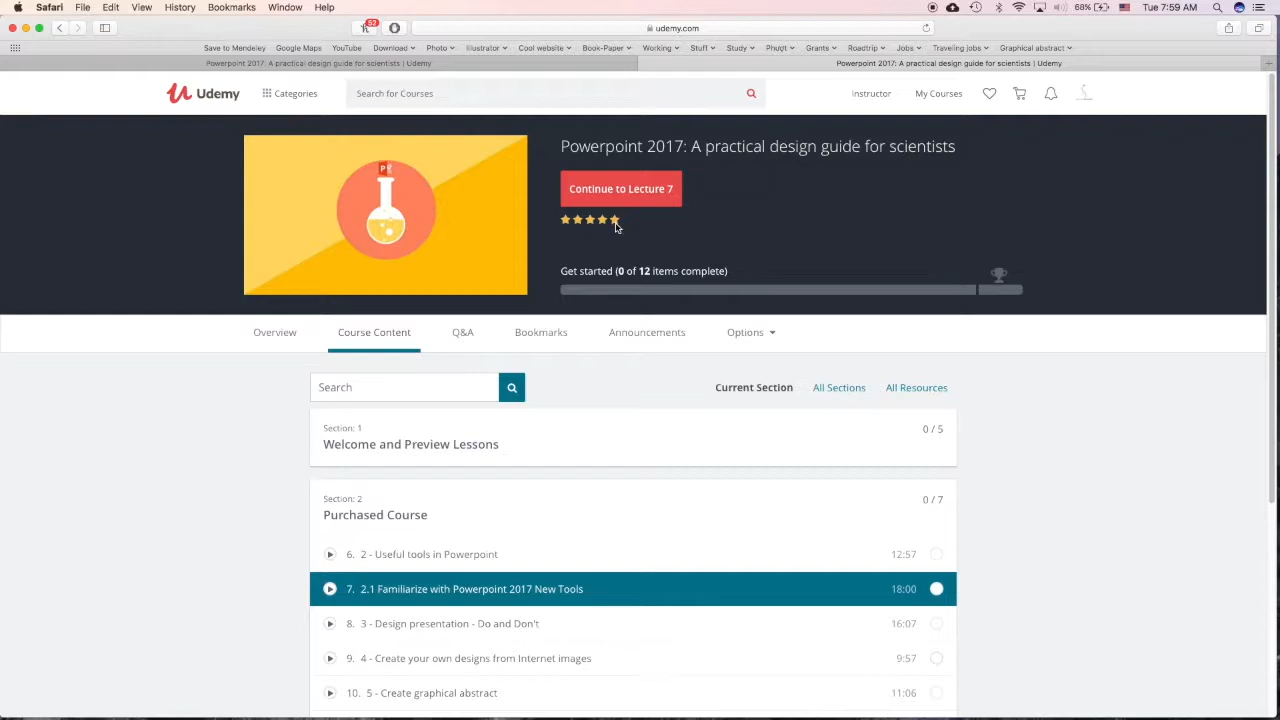 Safari File Edit View History Bookmarks Window Help 68% Tue 7:59 AM
52 udemy.com
Save to Mendeley Google Maps YouTube Download Photo Illustrator Cool website Book-Paper Working Stuff Study Phượt Grants Roadtrip Jobs Traveling jobs Graphical abstract
Powerpoint 2017: A practical design guide for scientists | Udemy Powerpoint 2017: A practical design guide for scientists | Udemy
Udemy Categories Search for Courses Instructor My Courses
Powerpoint 2017: A practical design guide for scientists
P
Continue to Lecture 7
Get started (0 of 12 items complete)
Overview Course Content Q&A Bookmarks Announcements Options
Search Current Section All Sections All Resources
Section: 1 0 / 5
Welcome and Preview Lessons
Section: 2 0 / 7
Purchased Course
6. 2 - Useful tools in Powerpoint 12:57
7. 2.1 Familiarize with Powerpoint 2017 New Tools 18:00
8. 3 - Design presentation - Do and Don't 16:07
9. 4 - Create your own designs from Internet images 9:57
10. 5 - Create graphical abstract 11:06